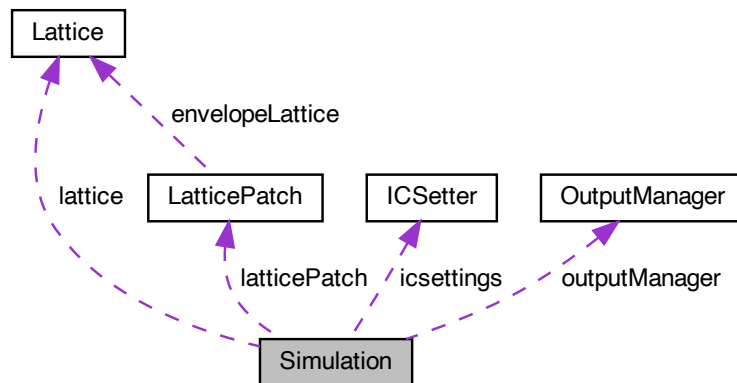 Lattice
envelopeLattice
lattice
LatticePatch
ICSetter
OutputManager
latticePatch
icsettings
outputManager
Simulation